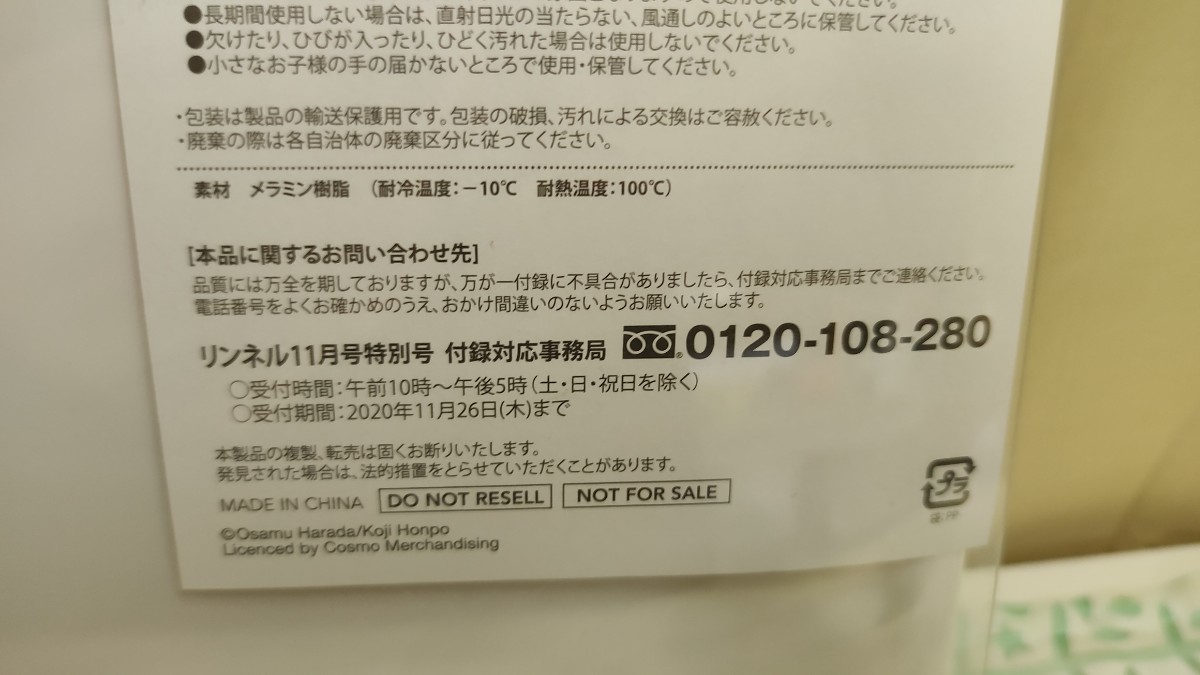 使用しないでください。
●長期間使用しない場合は、直射日光の当たらない、風通しのよいところに保管してください。
●欠けたり、ひびが入ったり、ひどく汚れた場合は使用しないでください。
●小さなお子様の手の届かないところで使用・保管してください。
・包装は製品の輸送保護用です。包装の破損、汚れによる交換はご容赦ください。
・廃棄の際は各自治体の廃棄区分に従ってください。
素材 メラミン樹脂 （耐冷温度：－10℃ 耐熱温度：100℃）
[本品に関するお問い合わせ先]
品質には万全を期しておりますが、万が一付録に不具合がありましたら、付録対応事務局までご連絡ください。
電話番号をよくお確かめのうえ、おかけ間違いのないようお願いいたします。
リンネル11月号特別号 付録対応事務局 0120-108-280
○受付時間：午前10時～午後5時（土・日・祝日を除く）
○受付期間：2020年11月26日(木)まで
本製品の複製、転売は固くお断りいたします。
発見された場合は、法的措置をとらせていただくことがあります。
MADE IN CHINA DO NOT RESELL NOT FOR SALE
プラ
©Osamu Harada/Koji Honpo
Licenced by Cosmo Merchandising